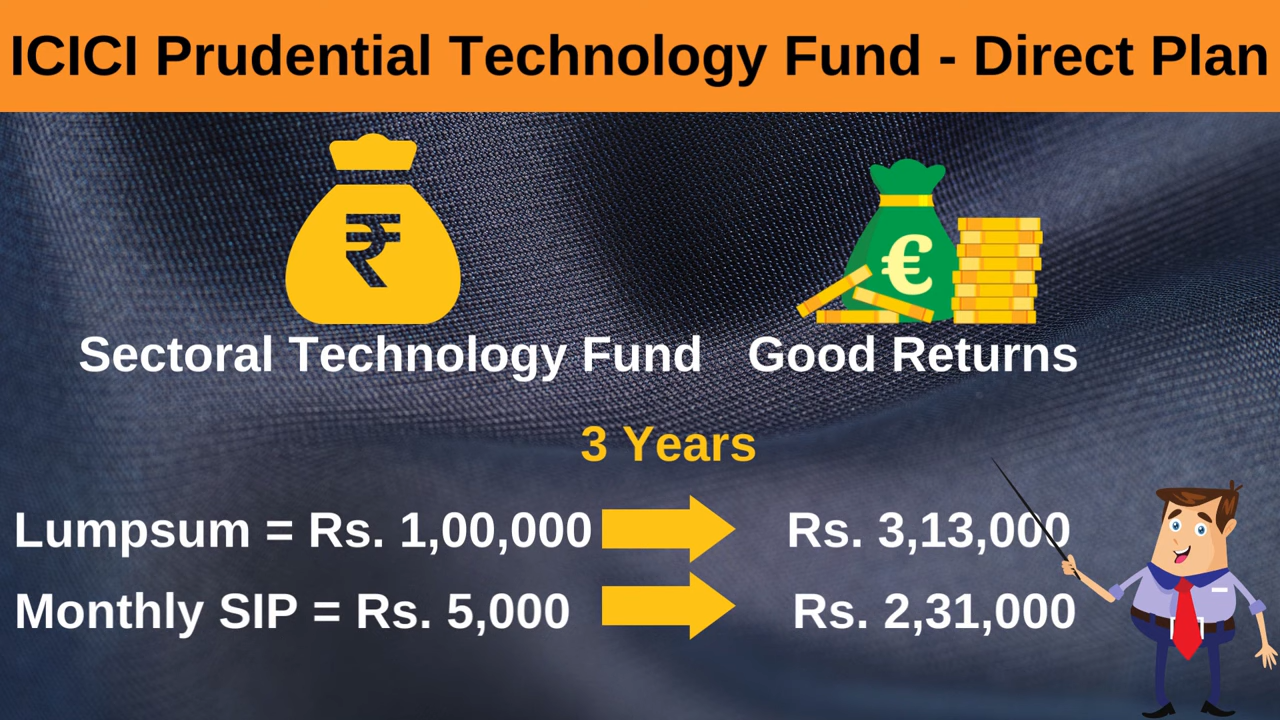 ICICI Prudential Technology Fund - Direct Plan
₹
€
Sectoral Technology Fund
Good Returns
3 Years
Lumpsum = Rs. 1,00,000
Rs. 3,13,000
Monthly SIP = Rs. 5,000
Rs. 2,31,000